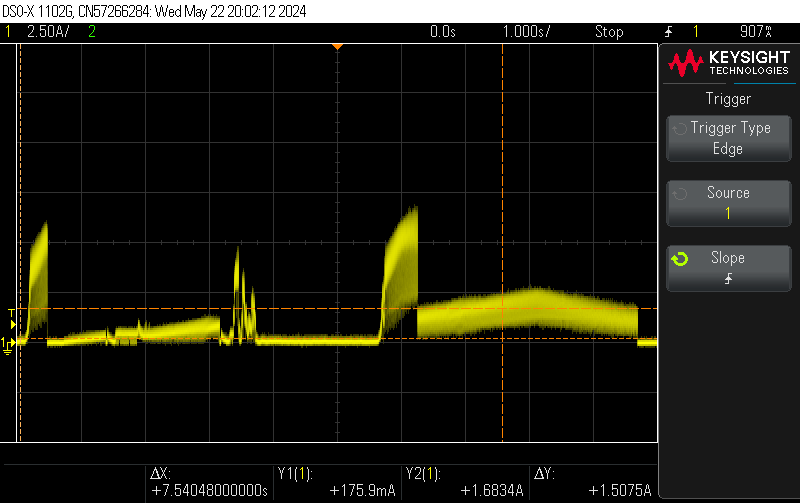 DSO-X 1102G, CN57266284: Wed May 22 20:02:12 2024
1 2.50A/ 2 0.0s 1.000s/ Stop 1 907%
KEYSIGHT
TECHNOLOGIES
Trigger
Trigger Type
Edge
Source
1
Slope
T
1
ΔX:
+7.54048000000s
Y1(1):
+175.9mA
Y2(1):
+1.6834A
ΔY:
+1.5075A